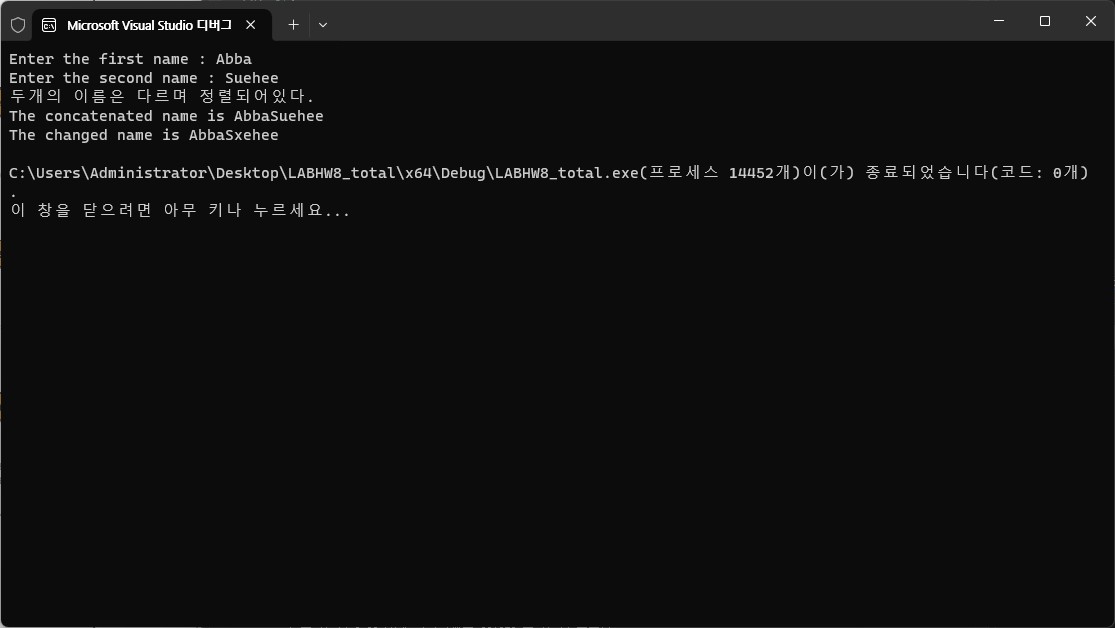 Microsoft Visual Studio 디버그
Enter the first name : Abba
Enter the second name : Suehee
두개의 이름은 다르며 정렬되어있다.
The concatenated name is AbbaSuehee
The changed name is AbbaSxehee
C:\Users\Administrator\Desktop\LABHW8_total\x64\Debug\LABHW8_total.exe(프로세스 14452개)이(가) 종료되었습니다(코드: 0개)
.
이 창을 닫으려면 아무 키나 누르세요...